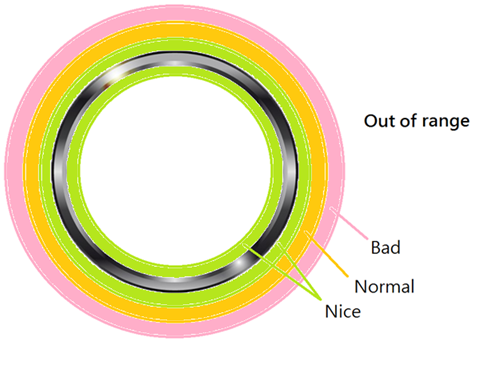 Out of range
Bad
Normal
Nice